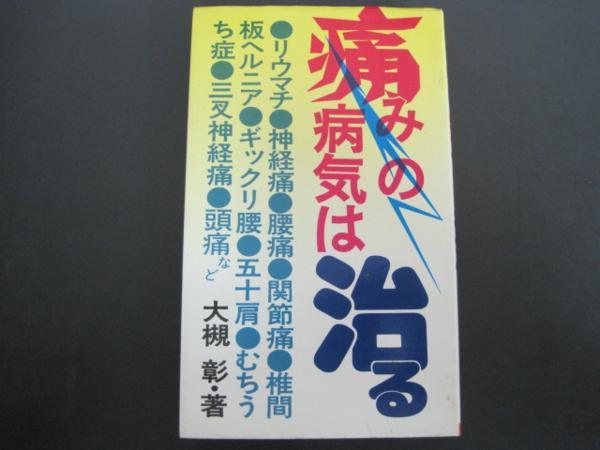 痛みの
病気は
治る
●リウマチ●神経痛●腰痛●関節痛●椎間
板ヘルニア●ギックリ腰●五十肩●むちう
ち症●三叉神経痛●頭痛など
大槻 彰・著